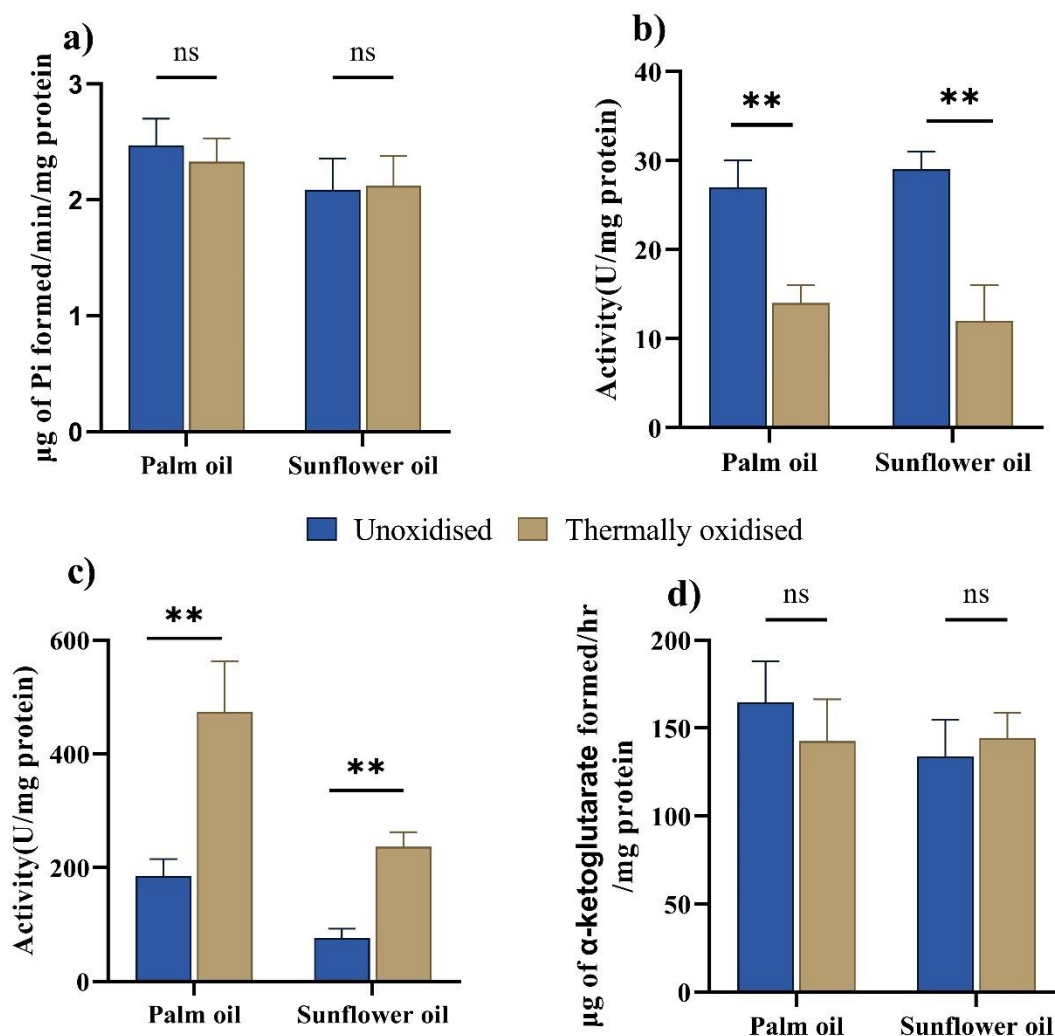 a)
ns
ns
µg of Pi formed/min/mg protein
3
2
1
0
Palm oil
Sunflower oil
b)
**
**
Activity(U/mg protein)
40
30
20
10
0
Palm oil
Sunflower oil
Unoxidised
Thermally oxidised
c)
**
**
Activity(U/mg protein)
600
400
200
0
Palm oil
Sunflower oil
d)
ns
ns
µg of α-ketoglutarate formed/hr
/mg protein
200
150
100
50
0
Palm oil
Sunflower oil